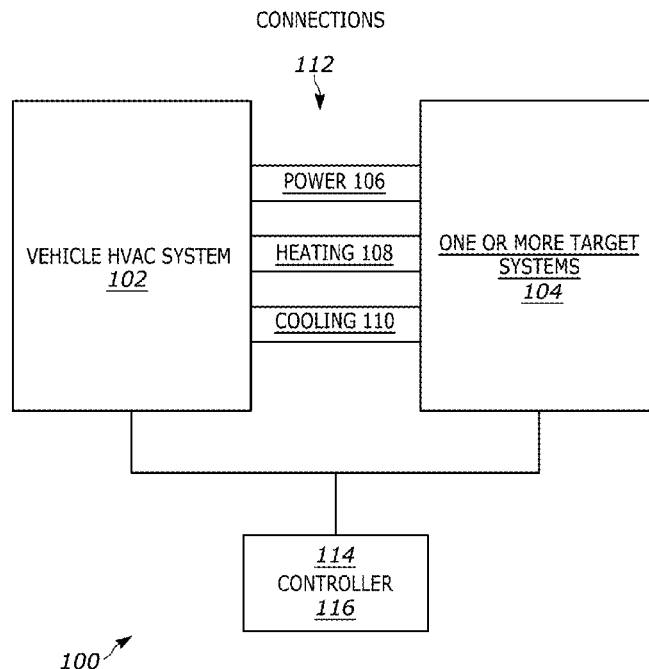 CONNECTIONS
112
POWER 106
VEHICLE HVAC SYSTEM
102
HEATING 108
ONE OR MORE TARGET
SYSTEMS
104
COOLING 110
114
CONTROLLER
116
100